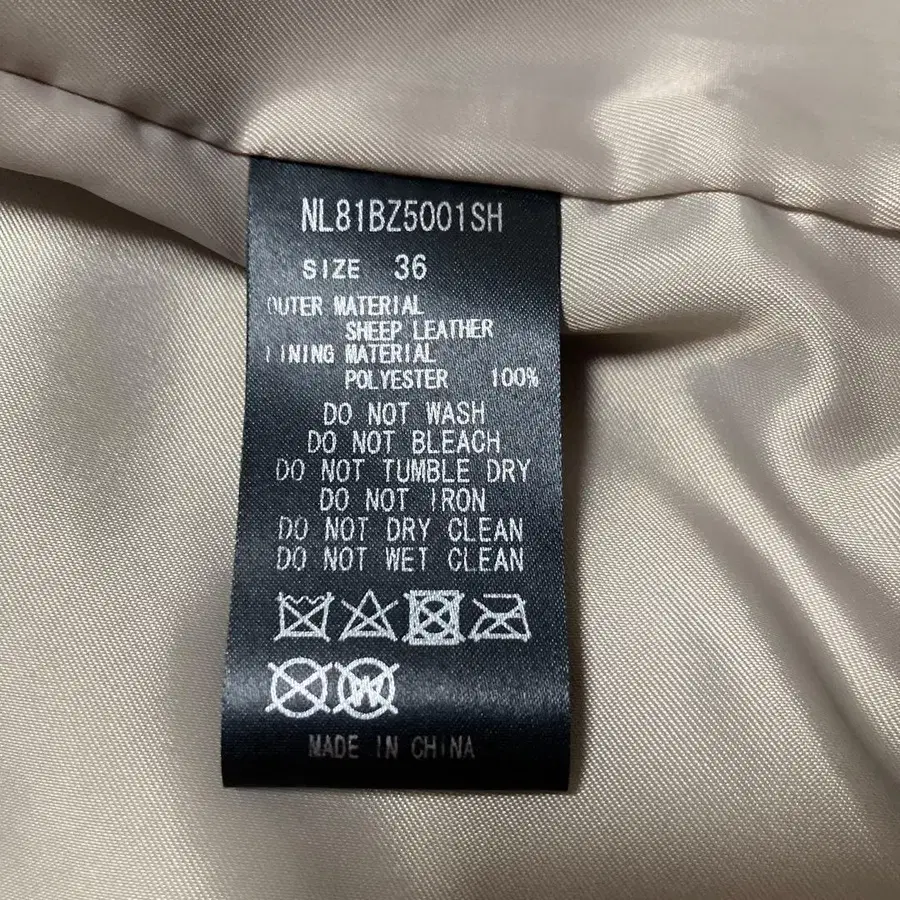 NL81BZ5001SH
SIZE 36
OUTER MATERIAL
SHEEP LEATHER
LINING MATERIAL
POLYESTER 100%
DO NOT WASH
DO NOT BLEACH
DO NOT TUMBLE DRY
DO NOT IRON
DO NOT DRY CLEAN
DO NOT WET CLEAN
W
MADE IN CHINA